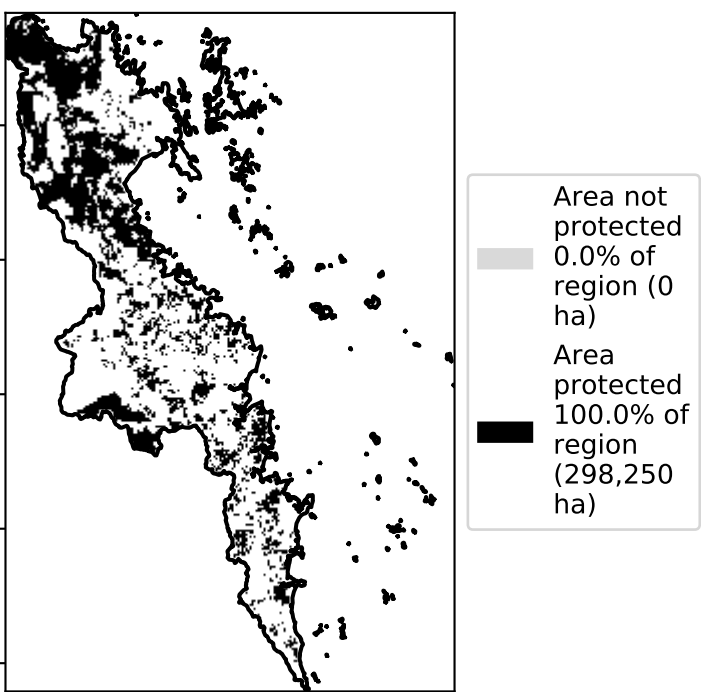 Area not
protected
0.0% of
region (0
ha)
Area
protected
100.0% of
region
(298,250
ha)